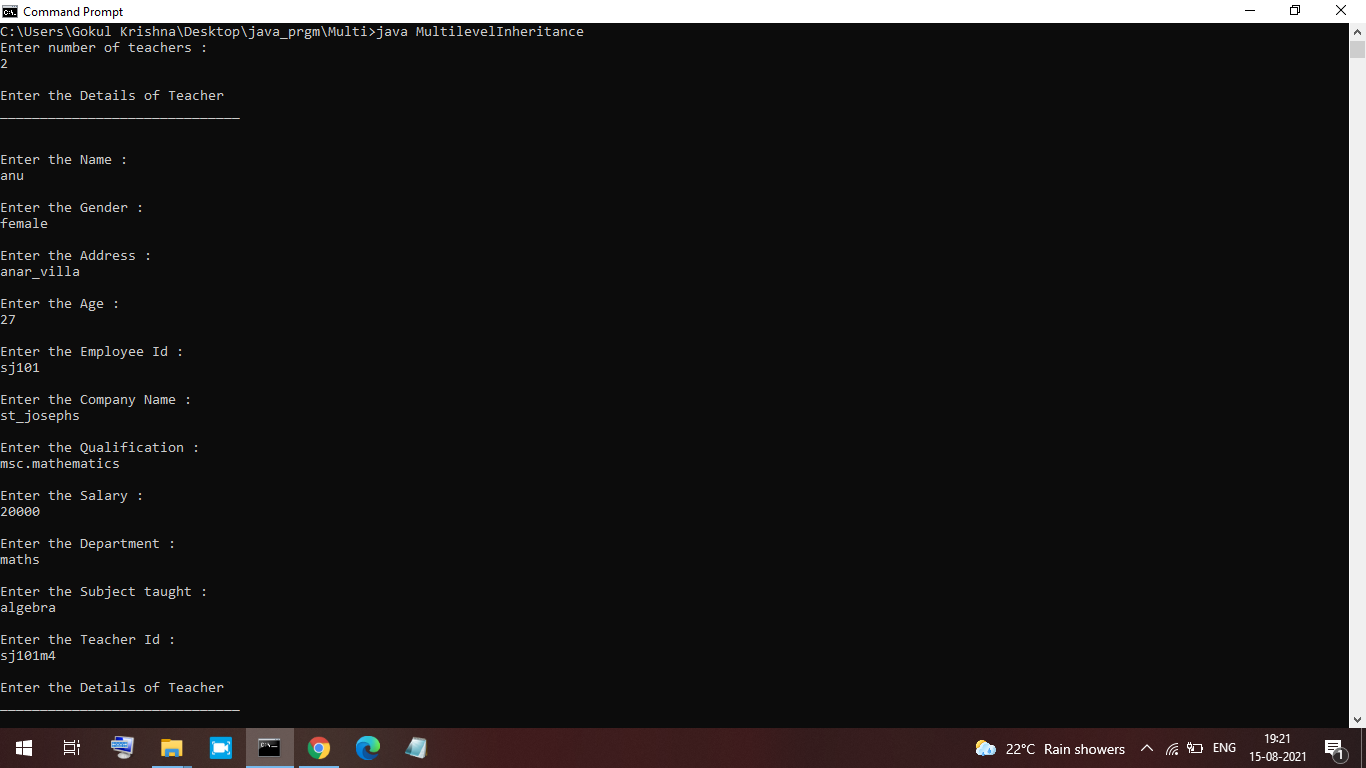 Command Prompt
C:\Users\Gokul Krishna\Desktop\java_prgm\Multi>java MultilevelInheritance
Enter number of teachers :
2
Enter the Details of Teacher
______________________________
Enter the Name :
anu
Enter the Gender :
female
Enter the Address :
anar_villa
Enter the Age :
27
Enter the Employee Id :
sj101
Enter the Company Name :
st_josephs
Enter the Qualification :
msc.mathematics
Enter the Salary :
20000
Enter the Department :
maths
Enter the Subject taught :
algebra
Enter the Teacher Id :
sj101m4
Enter the Details of Teacher
______________________________
22°C Rain showers
ENG
19:21
15-08-2021
1